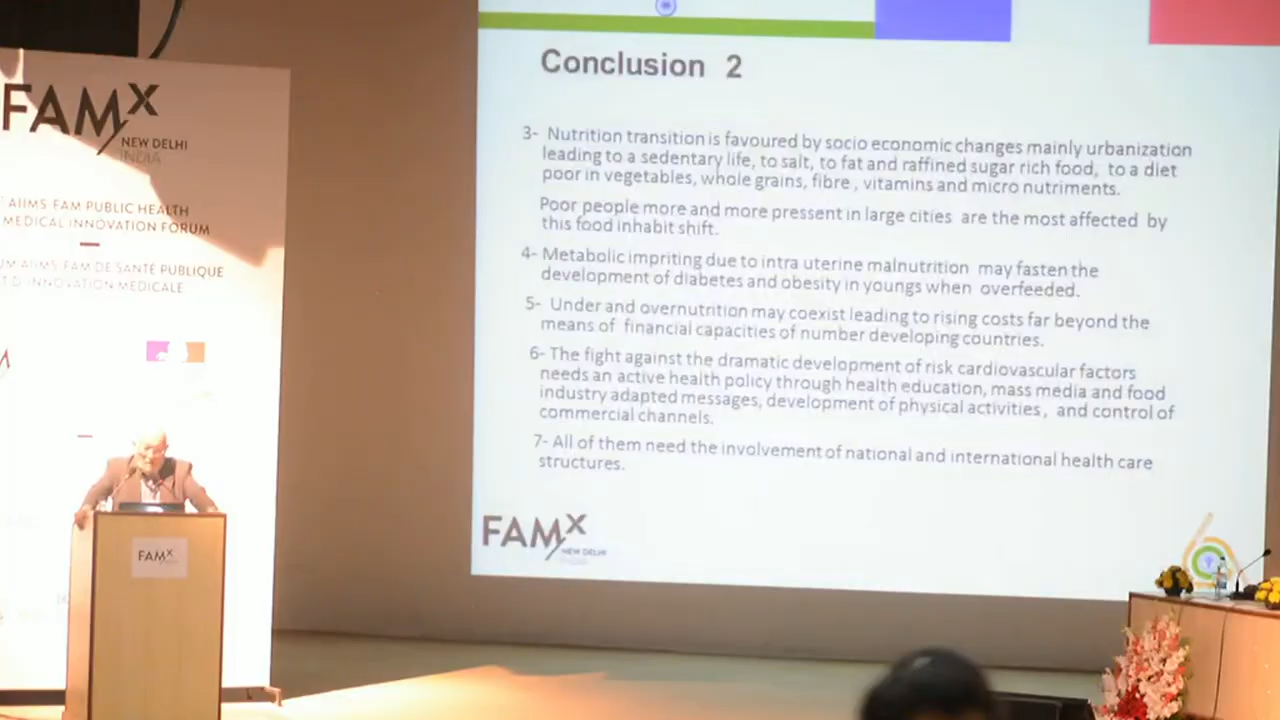 FAMX
NEW DELHI
INDIA
AIIMS FAM PUBLIC HEALTH
MEDICAL INNOVATION FORUM
AIIMS FAM DE SANTÉ PUBLIQUE
D'INNOVATION MEDICALE
FAMX
Conclusion 2
3- Nutrition transition is favoured by socio economic changes mainly urbanization
leading to a sedentary life, to salt, to fat and raffined sugar rich food, to a diet
poor in vegetables, whole grains, fibre , vitamins and micro nutriments.
Poor people more and more pressent in large cities are the most affected by
this food inhabit shift.
4- Metabolic impriting due to intra uterine malnutrition may fasten the
development of diabetes and obesity in youngs when overfeeded.
5- Under and overnutrition may coexist leading to rising costs far beyond the
means of financial capacities of number developing countries.
6- The fight against the dramatic development of risk cardiovascular factors
needs an active health policy through health education, mass media and food
industry adapted messages, development of physical activities, and control of
commercial channels.
7- All of them need the involvement of national and international health care
structures.
FAMX
NEW DELHI
INDIA